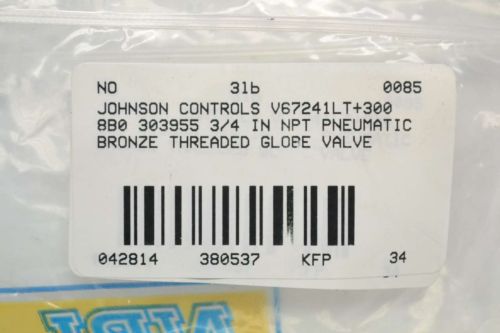 NO 3lb 0085
JOHNSON CONTROLS V67241LT+300
8B0 303955 3/4 IN NPT PNEUMATIC
BRONZE THREADED GLOBE VALVE
042814 380537 KFP 34